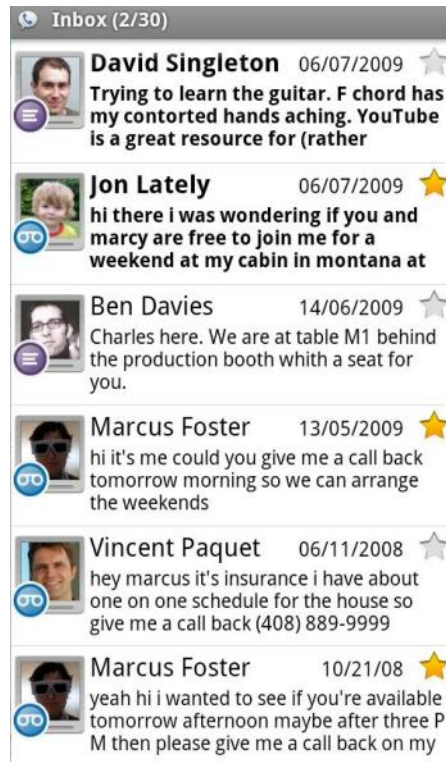 Inbox (2/30)
David Singleton 06/07/2009
Trying to learn the guitar. F chord has
my contorted hands aching. YouTube
is a great resource for (rather
Jon Lately 06/07/2009
hi there i was wondering if you and
marcy are free to join me for a
weekend at my cabin in montana at
Ben Davies 14/06/2009
Charles here. We are at table M1 behind
the production booth whith a seat for
you.
Marcus Foster 13/05/2009
hi it's me could you give me a call back
tomorrow morning so we can arrange
the weekends
Vincent Paquet 06/11/2008
hey marcus it's insurance i have about
one on one schedule for the house so
give me a call back (408) 889-9999
Marcus Foster 10/21/08
yeah hi i wanted to see if you're available
tomorrow afternoon maybe after three P
M then please give me a call back on my